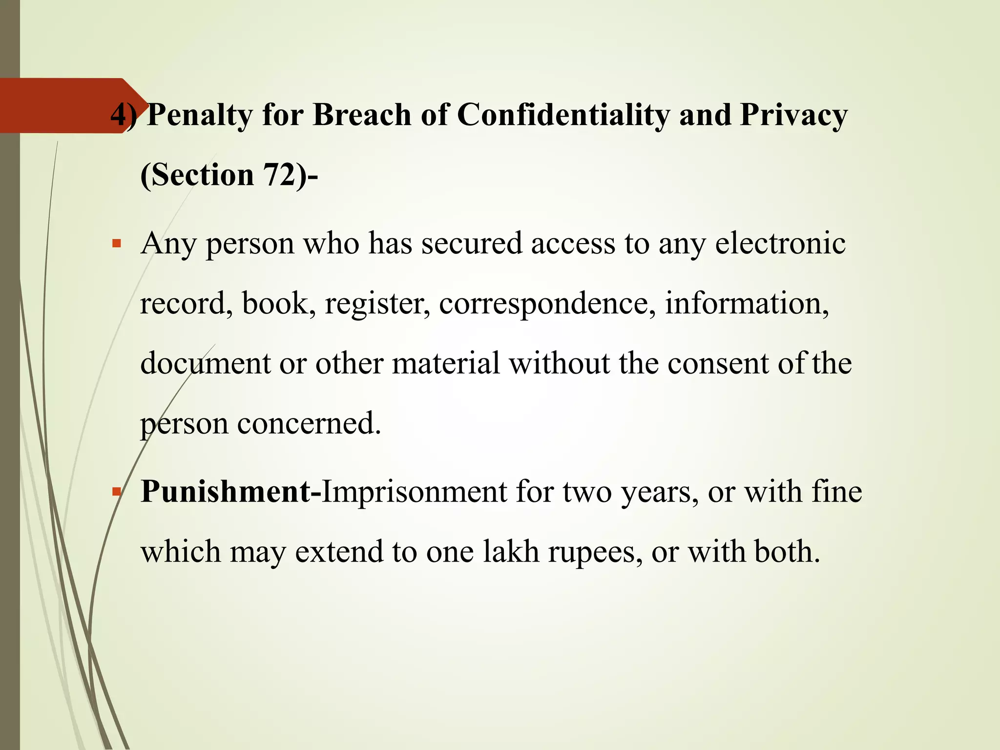 4) Penalty for Breach of Confidentiality and Privacy
(Section 72)-
▪ Any person who has secured access to any electronic
record, book, register, correspondence, information,
document or other material without the consent of the
person concerned.
▪ Punishment-Imprisonment for two years, or with fine
which may extend to one lakh rupees, or with both.